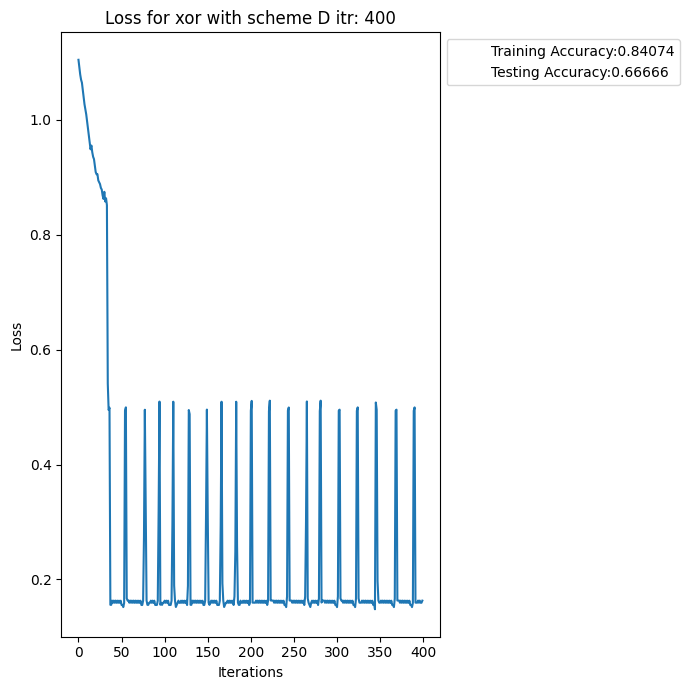 Loss for xor with scheme D itr: 400
Training Accuracy:0.84074
Testing Accuracy:0.66666
1.0
0.8
0.6
0.4
0.2
Loss
0 50 100 150 200 250 300 350 400
Iterations